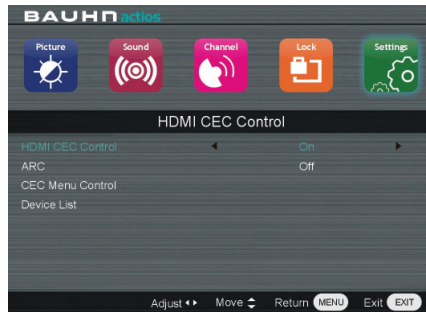 BAUHN actios
Picture Sound Channel Lock Settings
HDMI CEC Control
HDMI CEC Control On
ARC Off
CEC Menu Control
Device List
Adjust Move Return MENU Exit EXIT